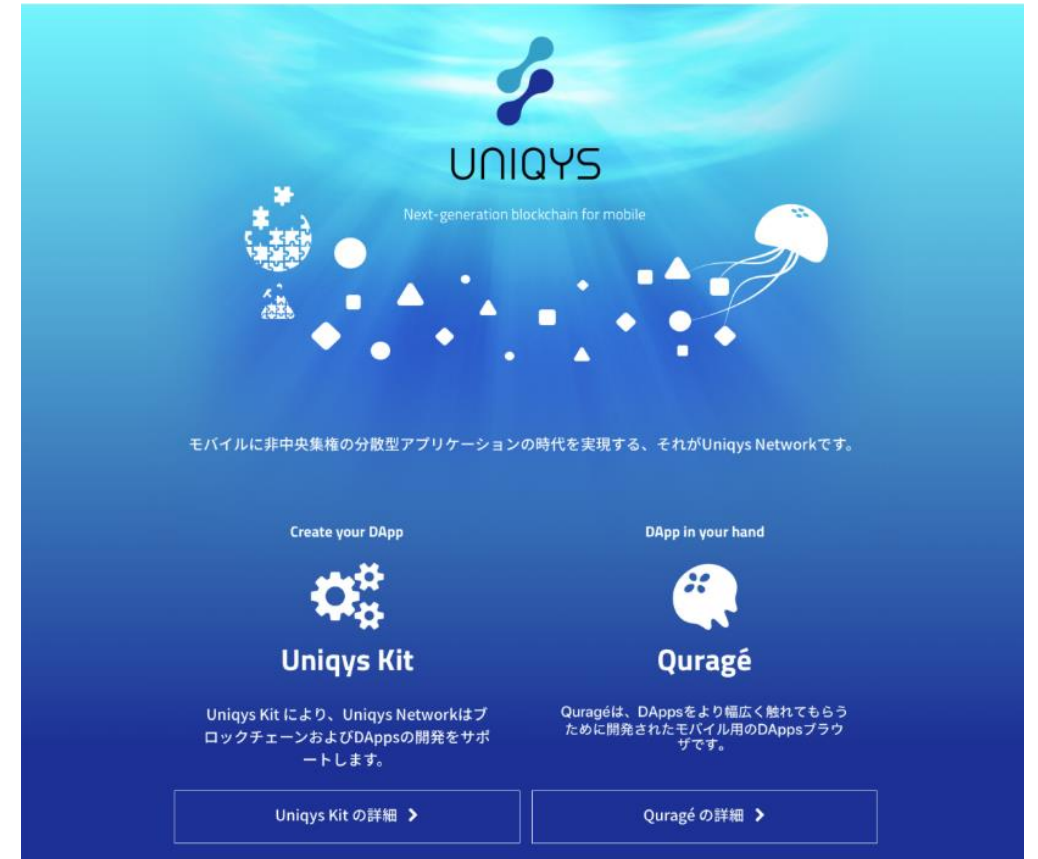 UNIQYS
Next-generation blockchain for mobile
モバイルに非中央集権の分散型アプリケーションの時代を実現する、それがUniqys Networkです。
Create your DApp
Uniqys Kit
Uniqys Kit により、Uniqys Networkはブ
ロックチェーンおよびDAppsの開発をサポ
ートします。
Uniqys Kit の詳細
DApp in your hand
Quragé
Quragéは、DAppsをより幅広く触れてもらう
ために開発されたモバイル用のDAppsブラウ
ザです。
Quragé の詳細